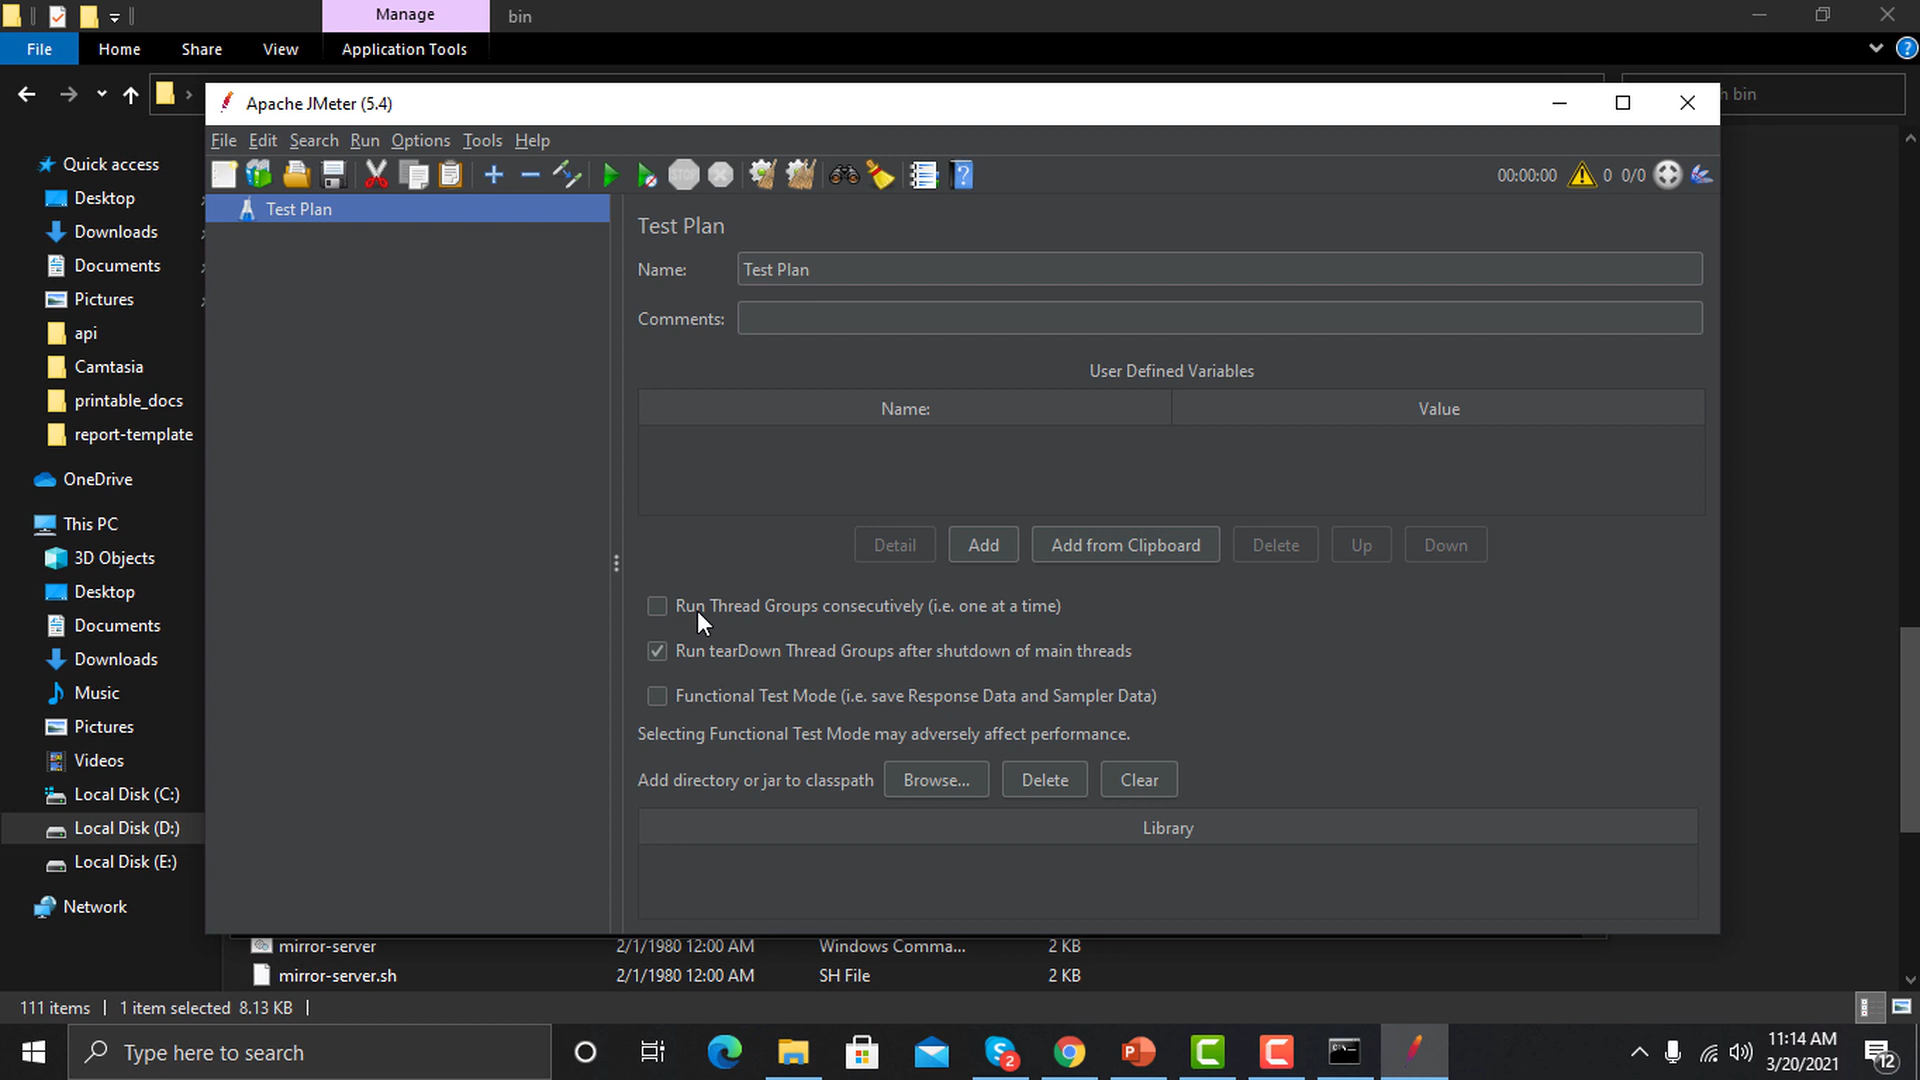 Manage
bin
File
Home
Share
View
Application Tools
Apache JMeter (5.4)
bin
File Edit Search Run Options Tools Help
STOP
00:00:00
0 0/0
Test Plan
Test Plan
Name:
Test Plan
Comments:
User Defined Variables
Name:
Value
Detail
Add
Add from Clipboard
Delete
Up
Down
Run Thread Groups consecutively (i.e. one at a time)
Run tearDown Thread Groups after shutdown of main threads
Functional Test Mode (i.e. save Response Data and Sampler Data)
Selecting Functional Test Mode may adversely affect performance.
Add directory or jar to classpath
Browse...
Delete
Clear
Library
Quick access
Desktop
Downloads
Documents
Pictures
api
Camtasia
printable_docs
report-template
OneDrive
This PC
3D Objects
Desktop
Documents
Downloads
Music
Pictures
Videos
Local Disk (C:)
Local Disk (D:)
Local Disk (E:)
Network
mirror-server 2/1/1980 12:00 AM Windows Comma... 2 KB
mirror-server.sh 2/1/1980 12:00 AM SH File 2 KB
111 items
1 item selected 8.13 KB
Type here to search
2
11:14 AM
3/20/2021
12